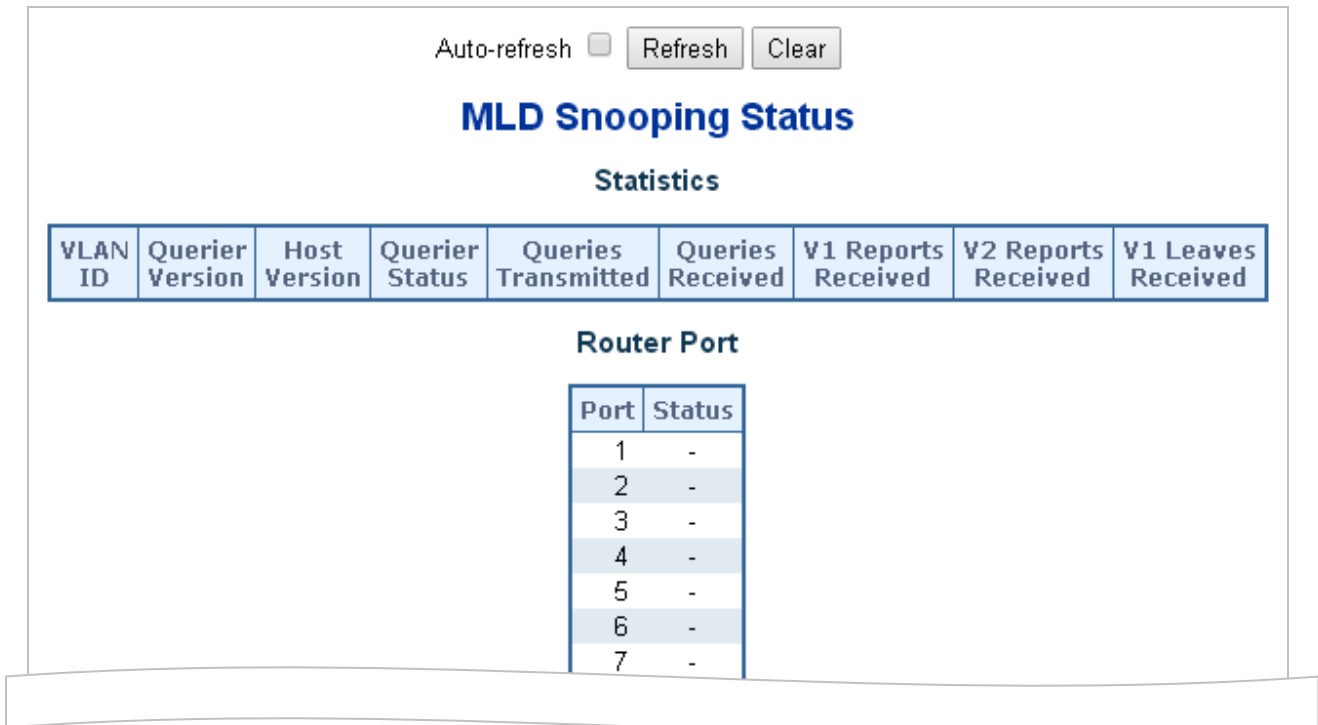 Auto-refresh Refresh Clear
MLD Snooping Status
Statistics
VLAN ID Querier Version Host Version Querier Status Queries Transmitted Queries Received V1 Reports Received V2 Reports Received V1 Leaves Received
Router Port
Port Status
1 -
2 -
3 -
4 -
5 -
6 -
7 -